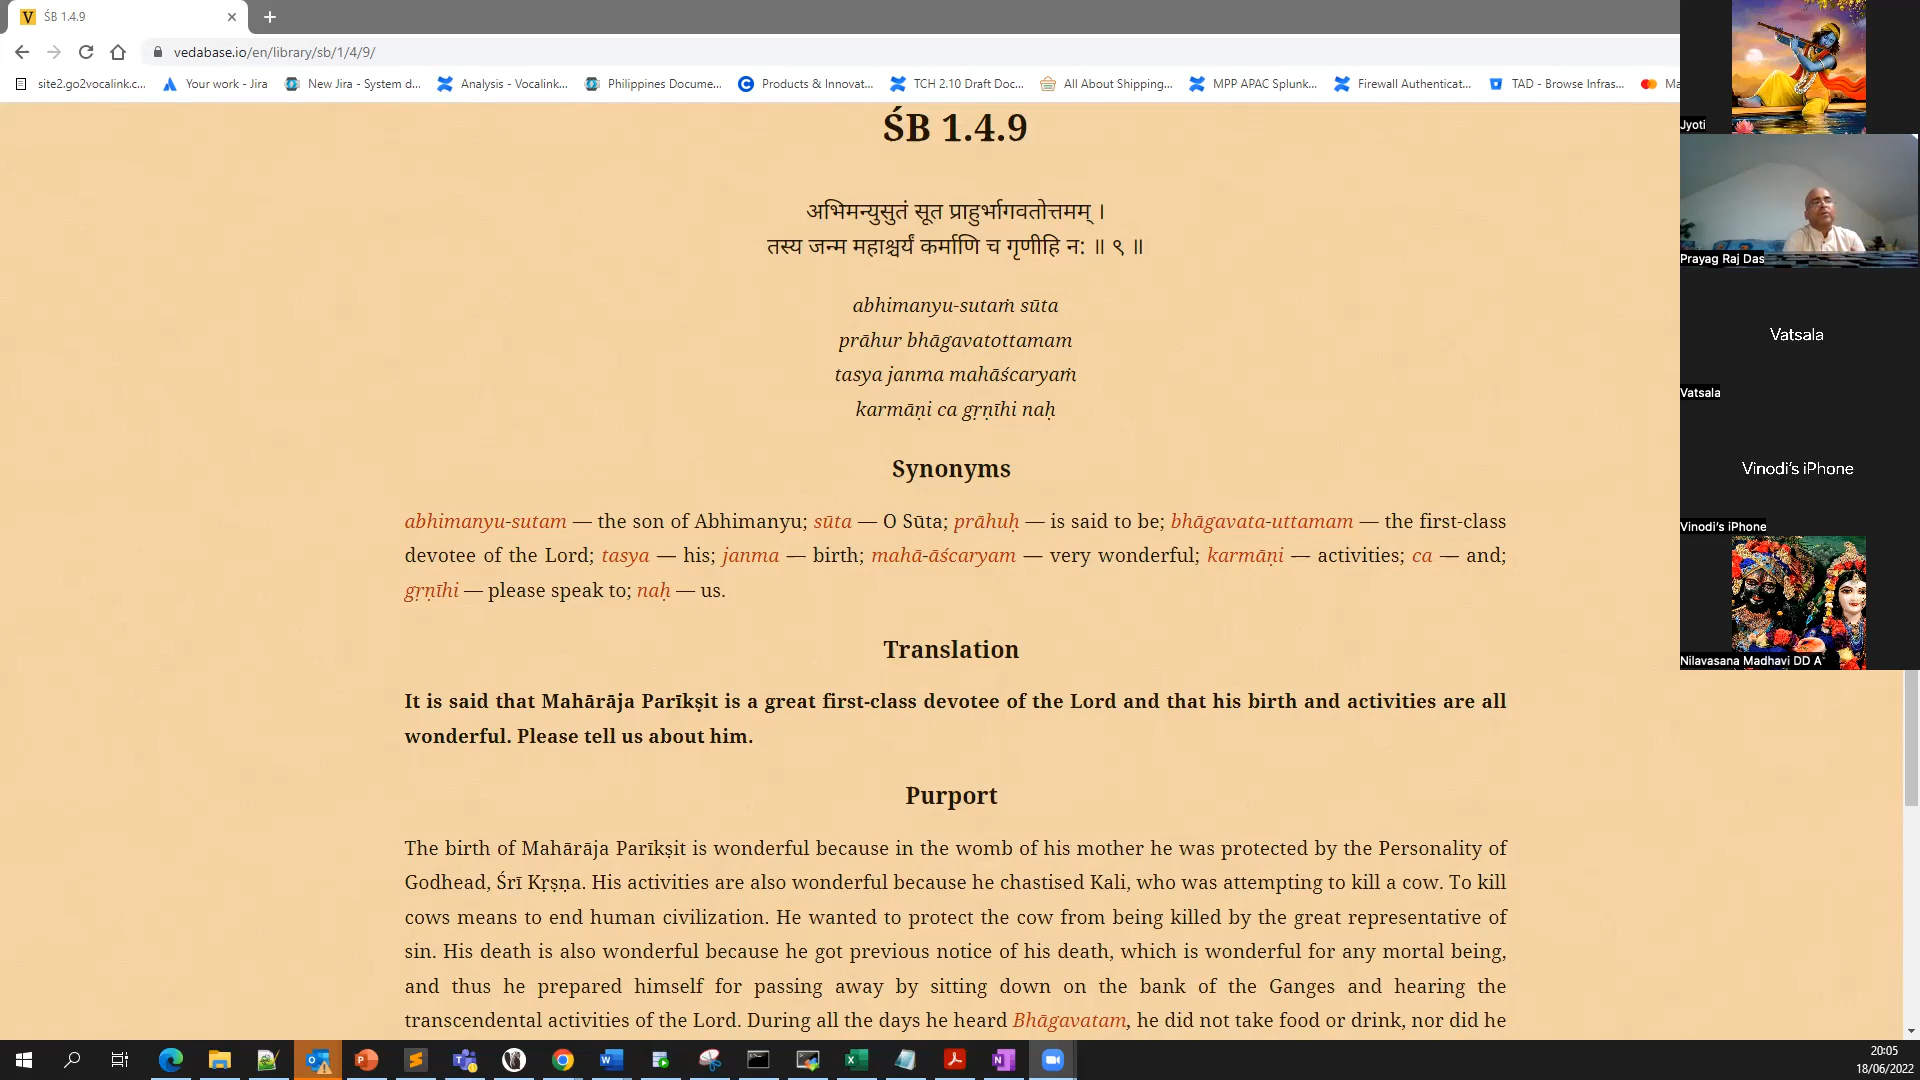 ŚB 1.4.9
vedabase.io/en/library/sb/1/4/9/
site2.go2vocalink.c...
Your work - Jira
New Jira - System d...
Analysis - Vocalink...
Philippines Docume...
Products & Innovat...
TCH 2.10 Draft Doc...
All About Shipping...
MPP APAC Splunk...
Firewall Authenticat...
TAD - Browse Infras...
Ma
ŚB 1.4.9
अभिमन्युसुतं सूत प्राहुर्भागवतोत्तमम् ।
तस्य जन्म महाश्चर्यं कर्माणि च गृणीहि न: ॥ ९ ॥
abhimanyu-sutaṁ sūta
prāhur bhāgavatottamam
tasya janma mahāścaryaṁ
karmāṇi ca gṛṇīhi naḥ
Synonyms
abhimanyu-sutam — the son of Abhimanyu; sūta — O Sūta; prāhuḥ — is said to be; bhāgavata-uttamam — the first-class
devotee of the Lord; tasya — his; janma — birth; mahā-āścaryam — very wonderful; karmāṇi — activities; ca — and;
gṛṇīhi — please speak to; naḥ — us.
Translation
It is said that Mahārāja Parīkṣit is a great first-class devotee of the Lord and that his birth and activities are all
wonderful. Please tell us about him.
Purport
The birth of Mahārāja Parīkṣit is wonderful because in the womb of his mother he was protected by the Personality of
Godhead, Śrī Kṛṣṇa. His activities are also wonderful because he chastised Kali, who was attempting to kill a cow. To kill
cows means to end human civilization. He wanted to protect the cow from being killed by the great representative of
sin. His death is also wonderful because he got previous notice of his death, which is wonderful for any mortal being,
and thus he prepared himself for passing away by sitting down on the bank of the Ganges and hearing the
transcendental activities of the Lord. During all the days he heard Bhāgavatam, he did not take food or drink, nor did he
Jyoti
Prayag Raj Das
Vatsala
Vatsala
Vinodi's iPhone
Vinodi's iPhone
Nilavasana Madhavi DD A
20:05
18/06/2022